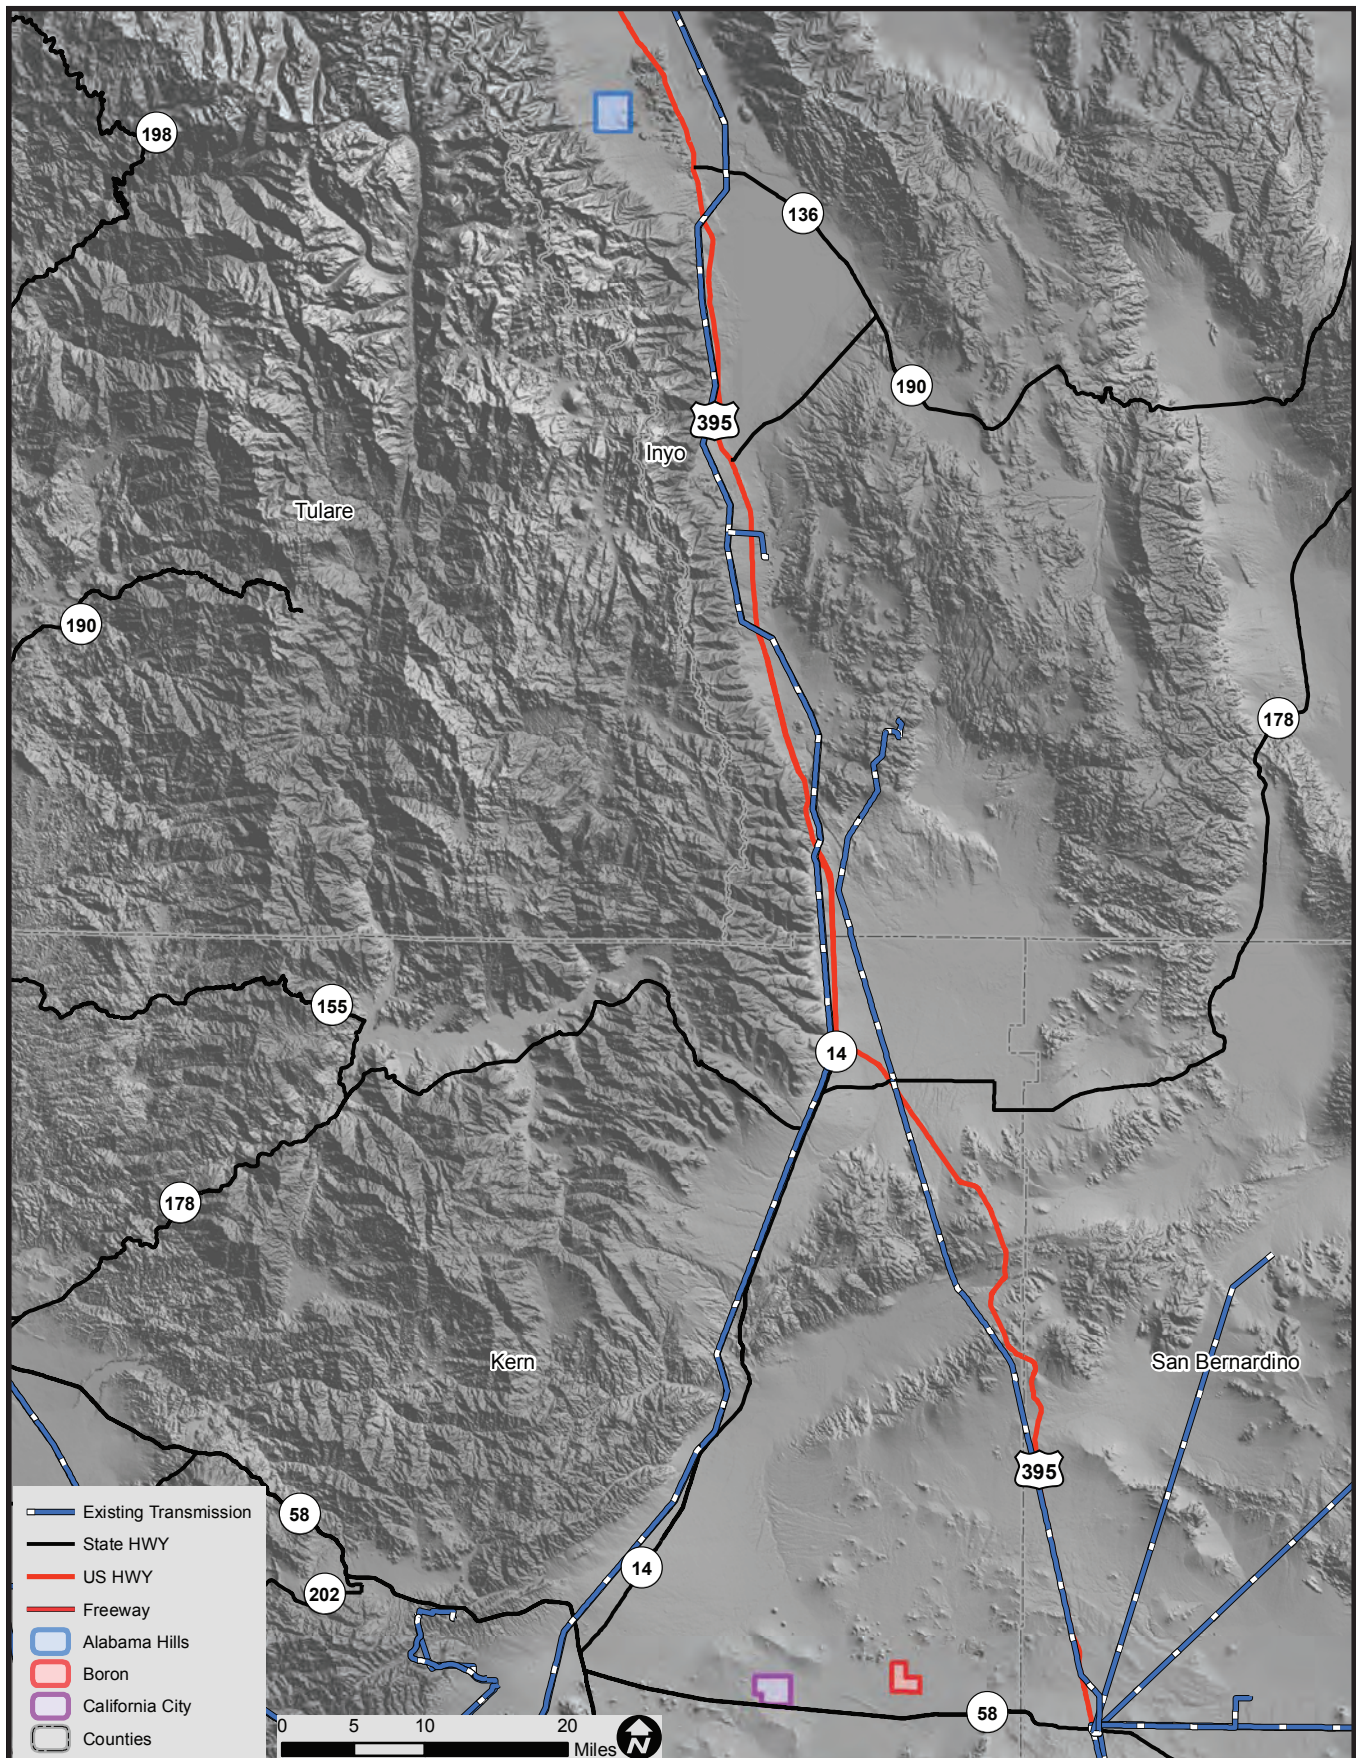 198
136
190
395
Inyo
Tulare
190
178
155
14
178
Kern
San Bernardino
395
Existing Transmission
State HWY
US HWY
Freeway
Alabama Hills
Boron
California City
Counties
58
202
14
58
0 5 10 20
Miles
N